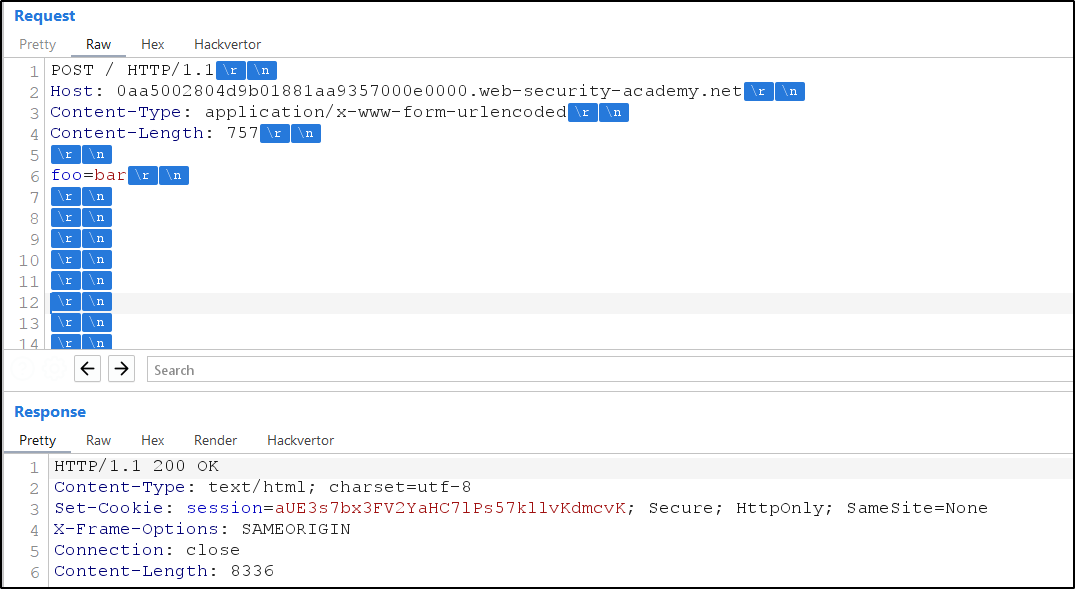 Request
Pretty Raw Hex Hackvertor
1 POST / HTTP/1.1 \r \n
2 Host: 0aa5002804d9b01881aa9357000e0000.web-security-academy.net \r \n
3 Content-Type: application/x-www-form-urlencoded \r \n
4 Content-Length: 757 \r \n
5 \r \n
6 foo=bar \r \n
7 \r \n
8 \r \n
9 \r \n
10 \r \n
11 \r \n
12 \r \n
13 \r \n
14 \r \n
Search
Response
Pretty Raw Hex Render Hackvertor
1 HTTP/1.1 200 OK
2 Content-Type: text/html; charset=utf-8
3 Set-Cookie: session=aUE3s7bx3FV2YaHC7lPs57kllvKdmcvK; Secure; HttpOnly; SameSite=None
4 X-Frame-Options: SAMEORIGIN
5 Connection: close
6 Content-Length: 8336